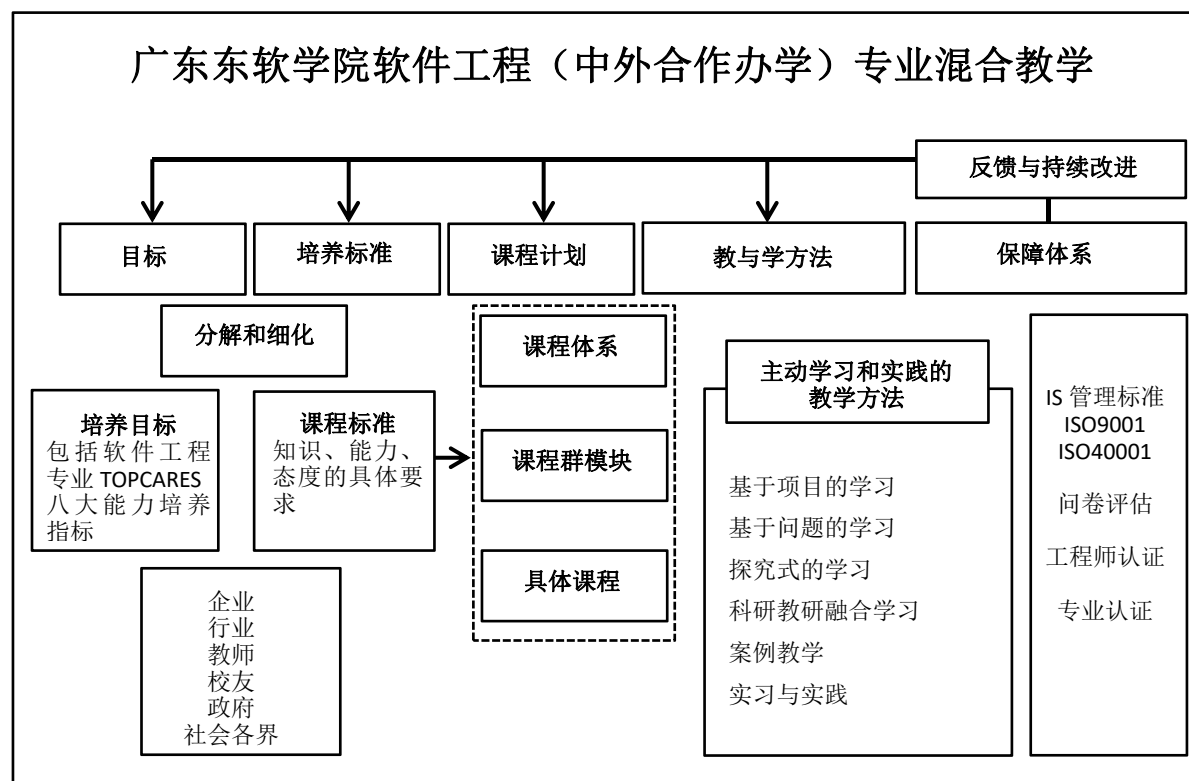 广东东软学院软件工程（中外合作办学）专业混合教学
反馈与持续改进
目标
培养标准
课程计划
教与学方法
保障体系
分解和细化
培养目标
包括软件工程
专业 TOPCARES
八大能力培养
指标
课程标准
知识、能力、
态度的具体要
求
企业
行业
教师
校友
政府
社会各界
课程体系
课程群模块
具体课程
主动学习和实践的
教学方法
基于项目的学习
基于问题的学习
探究式的学习
科研教研融合学习
案例教学
实习与实践
IS 管理标准
ISO9001
ISO40001
问卷评估
工程师认证
专业认证